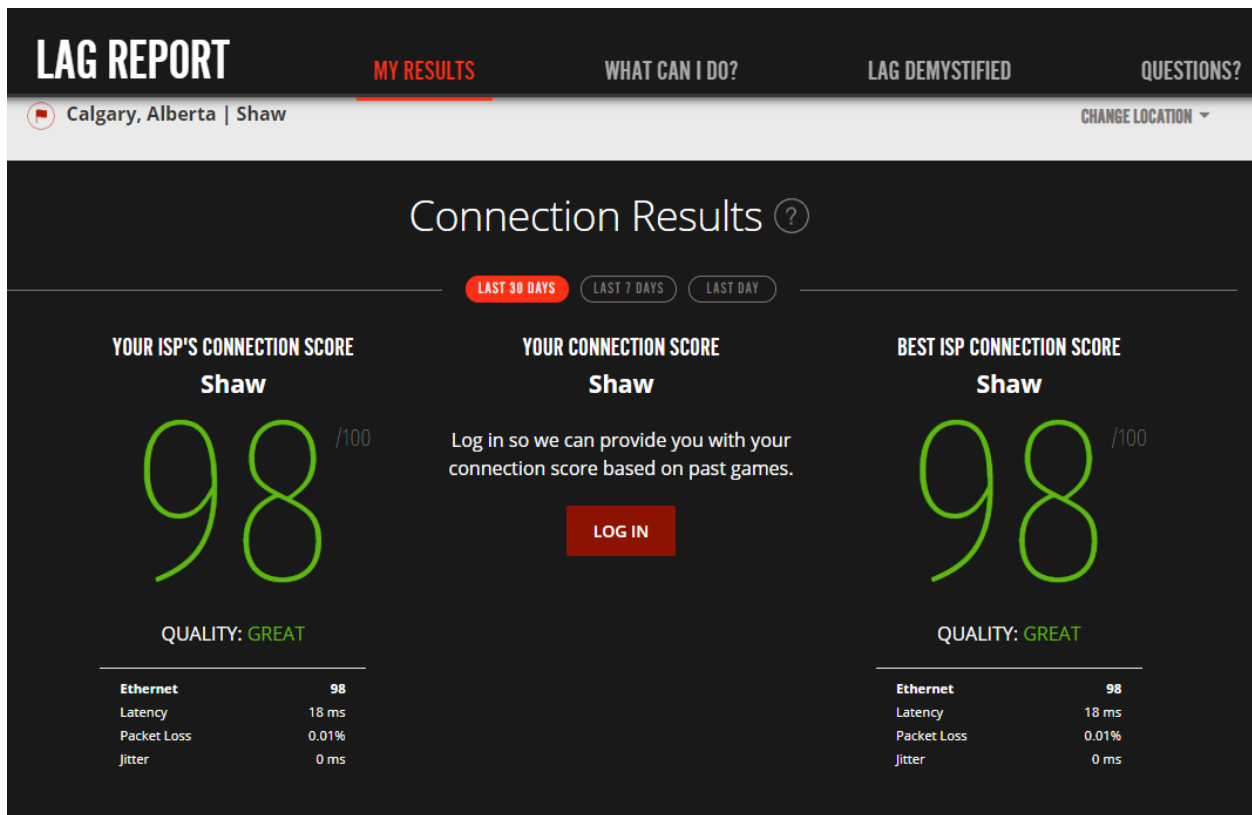 LAG REPORT
MY RESULTS
WHAT CAN I DO?
LAG DEMYSTIFIED
QUESTIONS?
Calgary, Alberta | Shaw
CHANGE LOCATION
Connection Results ?
LAST 30 DAYS
LAST 7 DAYS
LAST DAY
YOUR ISP'S CONNECTION SCORE
Shaw
98 /100
QUALITY: GREAT
Ethernet 98
Latency 18 ms
Packet Loss 0.01%
Jitter 0 ms
YOUR CONNECTION SCORE
Shaw
Log in so we can provide you with your
connection score based on past games.
LOG IN
BEST ISP CONNECTION SCORE
Shaw
98 /100
QUALITY: GREAT
Ethernet 98
Latency 18 ms
Packet Loss 0.01%
Jitter 0 ms